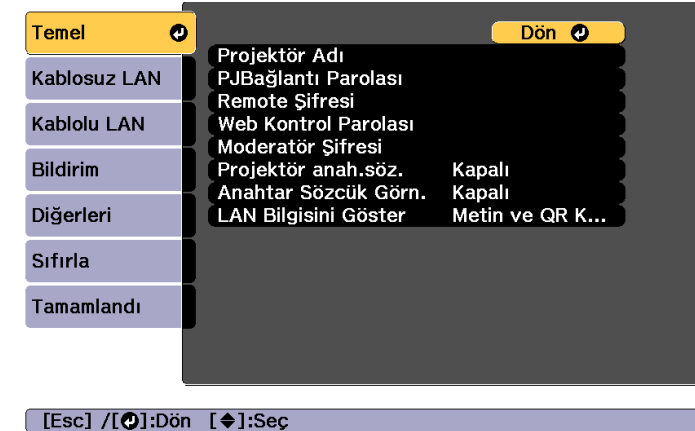 Temel
Kablosuz LAN
Kablolu LAN
Bildirim
Diğerleri
Sıfırla
Tamamlandı
Dön
Projektör Adı
PJBağlantı Parolası
Remote Şifresi
Web Kontrol Parolası
Moderatör Şifresi
Projektör anah.söz. Kapalı
Anahtar Sözcük Görn. Kapalı
LAN Bilgisini Göster Metin ve QR K...
[Esc] /[]:Dön []:Seç